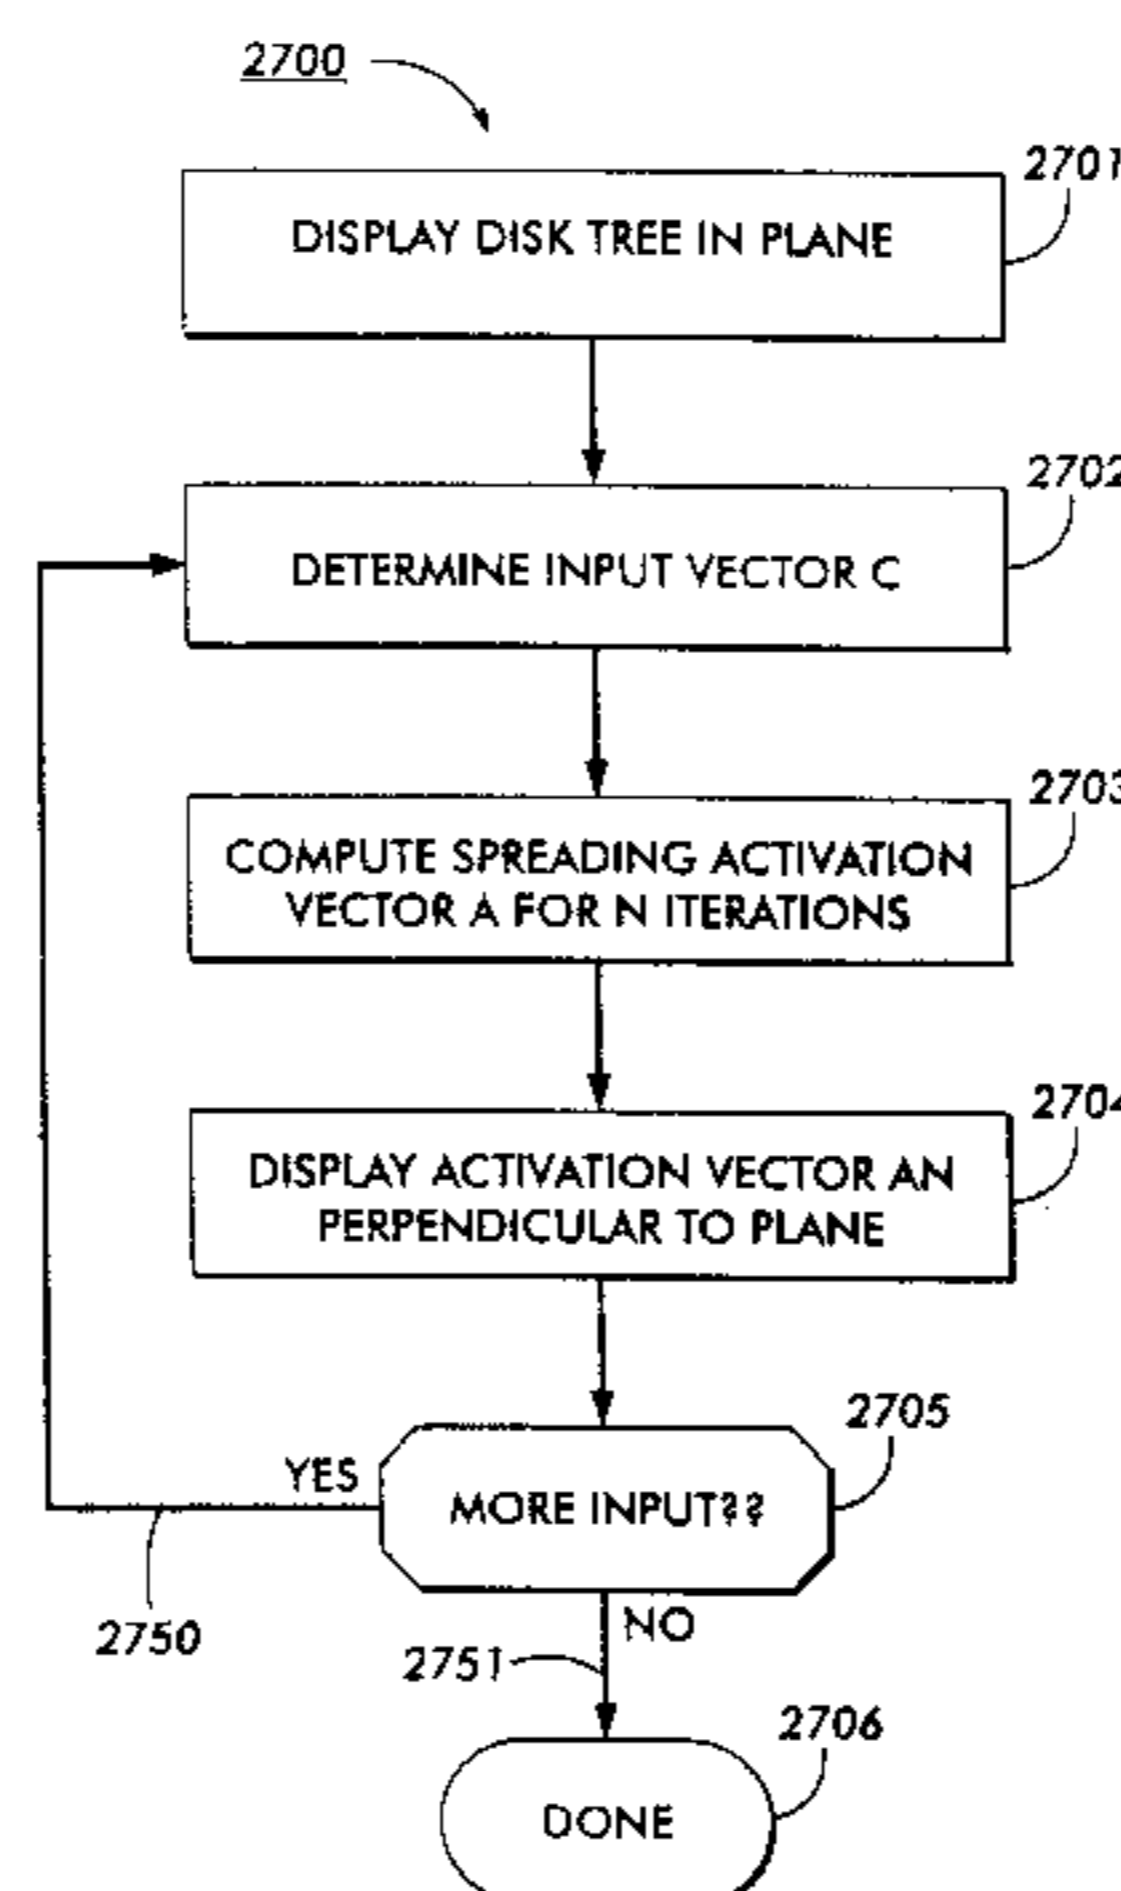 2700
2701
DISPLAY DISK TREE IN PLANE
2702
DETERMINE INPUT VECTOR C
2703
COMPUTE SPREADING ACTIVATION
VECTOR A FOR N ITERATIONS
2704
DISPLAY ACTIVATION VECTOR AN
PERPENDICULAR TO PLANE
2705
YES
MORE INPUT??
2750
NO
2751
2706
DONE